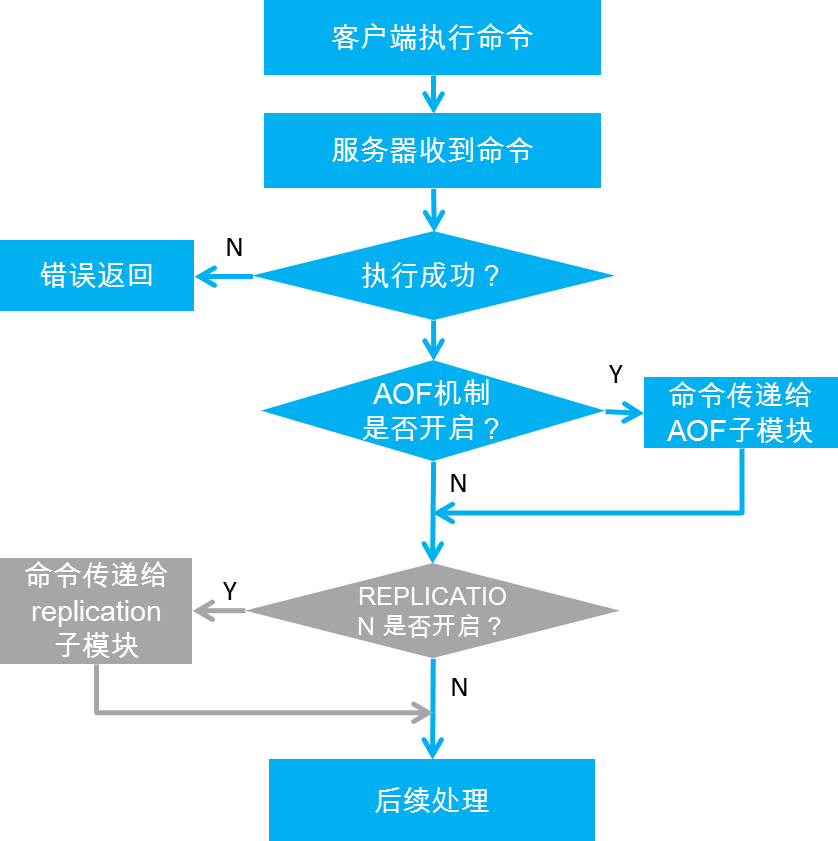 客户端执行命令
服务器收到命令
N
错误返回
执行成功？
Y
AOF机制
是否开启？
命令传递给
AOF子模块
N
命令传递给
replication
子模块
Y
REPLICATIO
N 是否开启？
N
后续处理